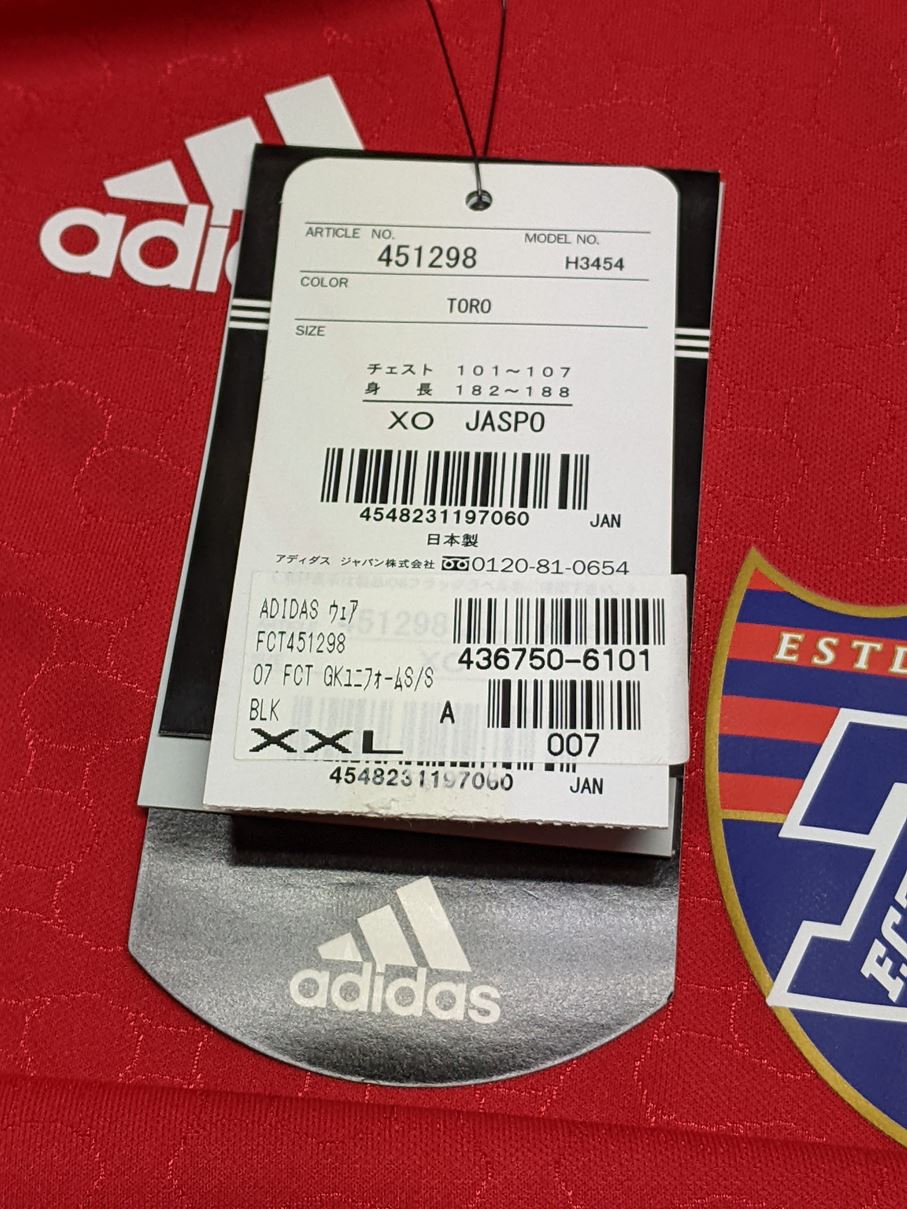 adi
ARTICLE NO.
451298
MODEL NO.
H3454
COLOR
TORO
SIZE
チェスト 101～107
身長 182～188
XO JASPO
4548231197060 JAN
日本製
アディダス ジャパン株式会社 0120-81-0654
451298
ADIDAS ウェア
FCT451298
436750-6101
07 FCT GKユニフォームS/S
BLK A
XXL 007
4548231197060 JAN
adidas
ESTD